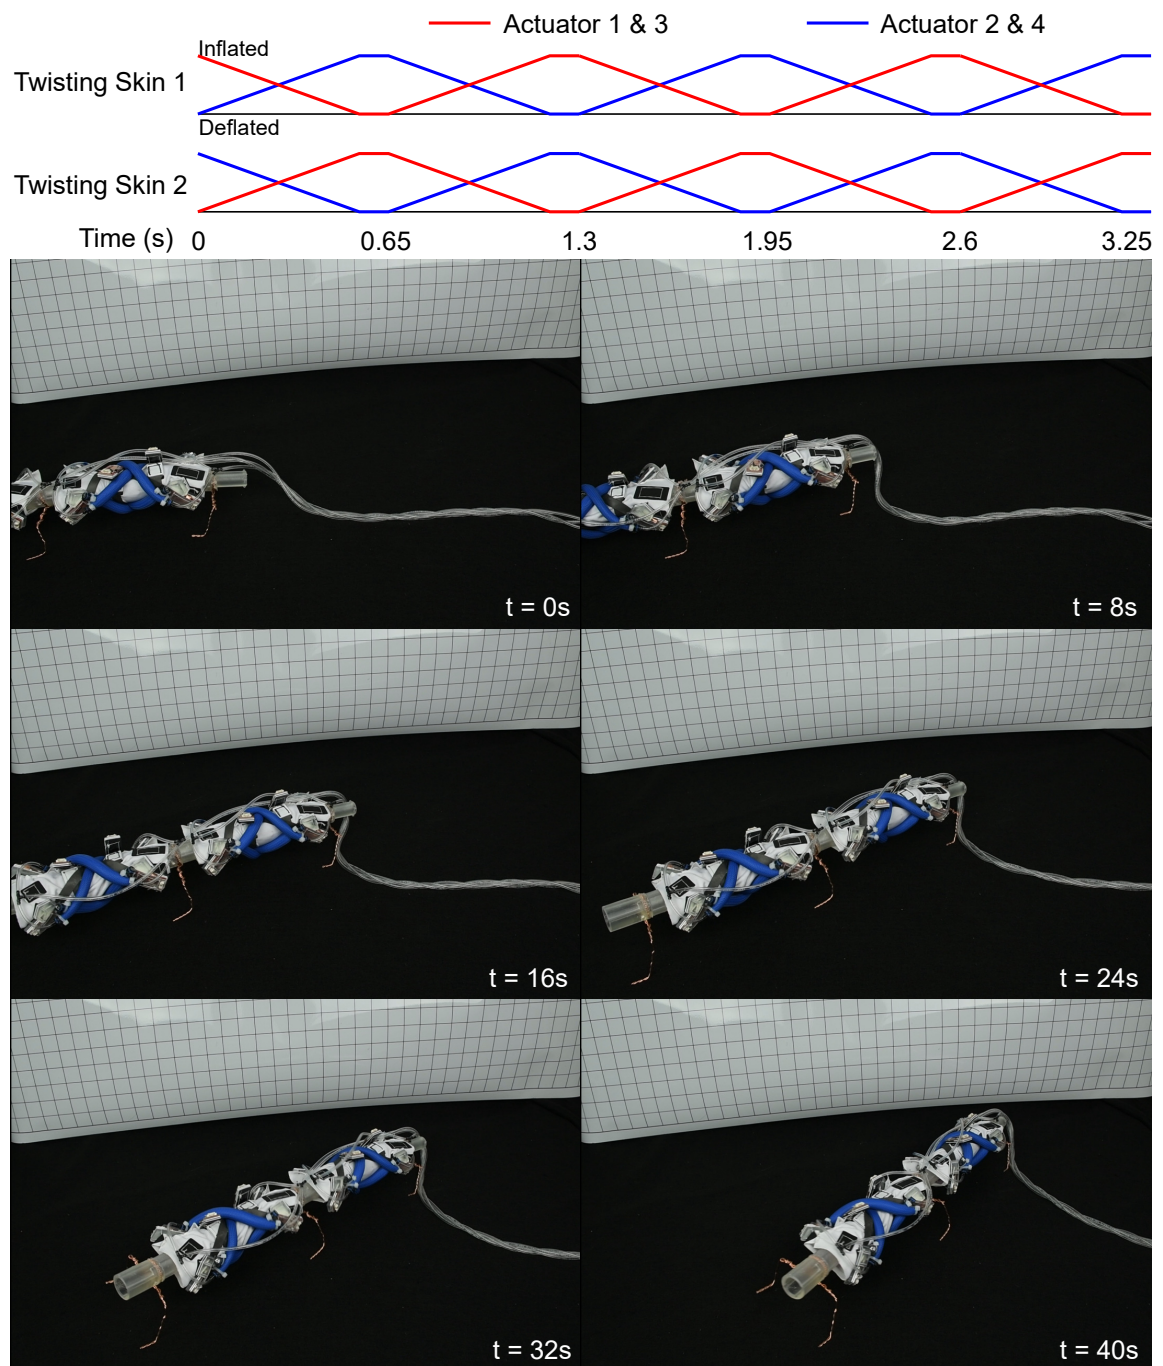 Actuator 1 & 3 Actuator 2 & 4
Inflated
Twisting Skin 1
Deflated
Twisting Skin 2
Time (s) 0 0.65 1.3 1.95 2.6 3.25
t = 0s t = 8s
t = 16s t = 24s
t = 32s t = 40s